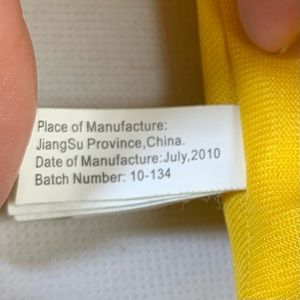 Place of Manufacture:
JiangSu Province,China.
Date of Manufacture:July,2010
Batch Number: 10-134